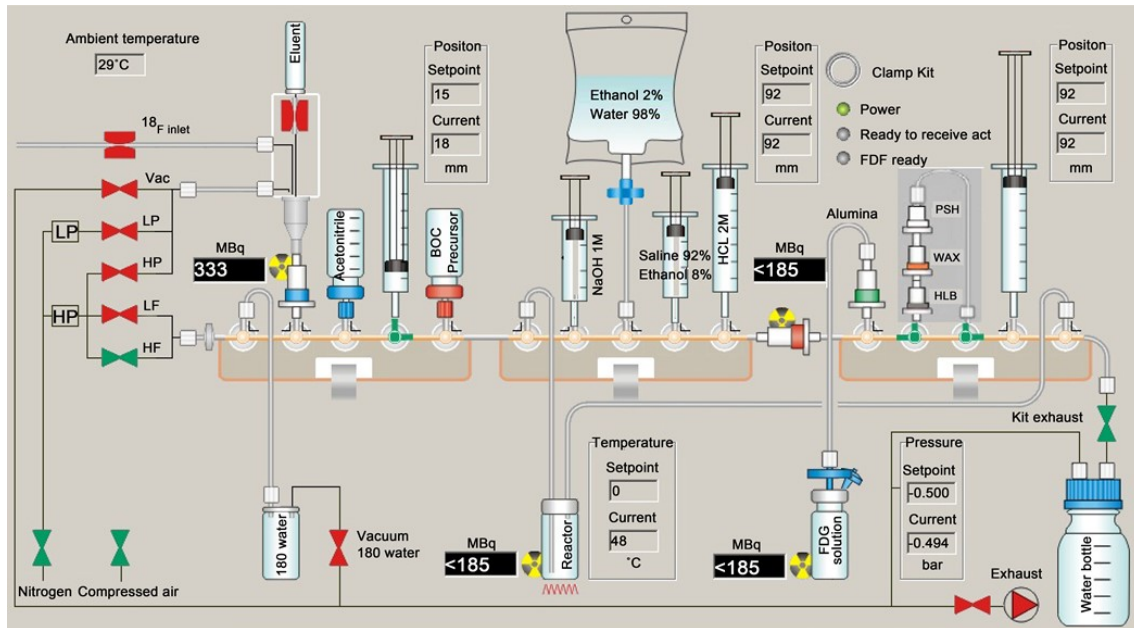 Ambient temperature
29°C
Eluent
18F inlet
Vac
LP
LP
HP
HP
LF
HF
MBq
333
Acetonitrile
BOC
Precursor
Positon
Setpoint
15
Current
18
mm
Ethanol 2%
Water 98%
NaOH 1M
Saline 92%
Ethanol 8%
HCL 2M
Positon
Setpoint
92
Current
92
mm
Clamp Kit
Power
Ready to receive act
FDF ready
Positon
Setpoint
92
Current
92
mm
MBq
<185
Alumina
PSH
WAX
HLB
Kit exhaust
180 water
Vacuum
180 water
Nitrogen
Compressed air
MBq
<185
Reactor
Temperature
Setpoint
0
Current
48
°C
MBq
<185
FDG
solution
Pressure
Setpoint
-0.500
Current
-0.494
bar
Exhaust
Water bottle